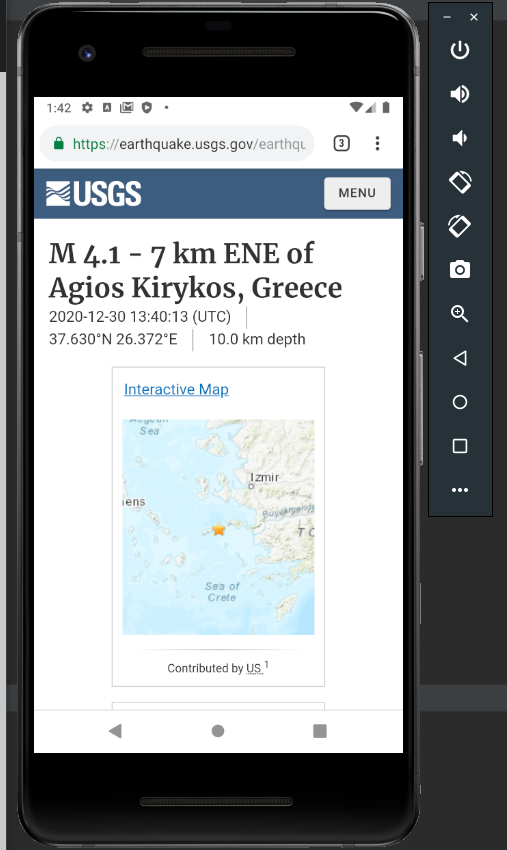 1:42
https://earthquake.usgs.gov/earthqu
3
USGS
MENU
M 4.1 - 7 km ENE of
Agios Kirykos, Greece
2020-12-30 13:40:13 (UTC)
37.630°N 26.372°E
10.0 km depth
Interactive Map
Aegean
Sea
Izmir
ens
Sea of
Crete
Contributed by US 1